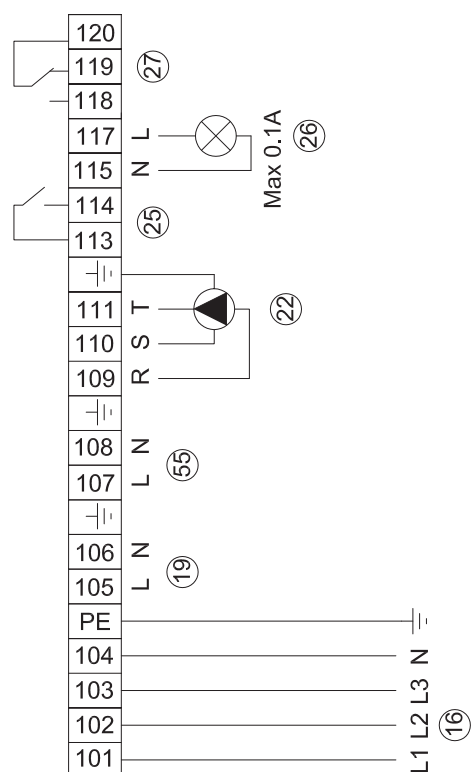 120
119
27
118
117 L
Max 0.1A
26
115 N
114
25
113
111 T
22
110 S
109 R
108 N
55
107 L
106 N
19
105 L
PE
104 N
103 L3
102 L2
16
101 L1